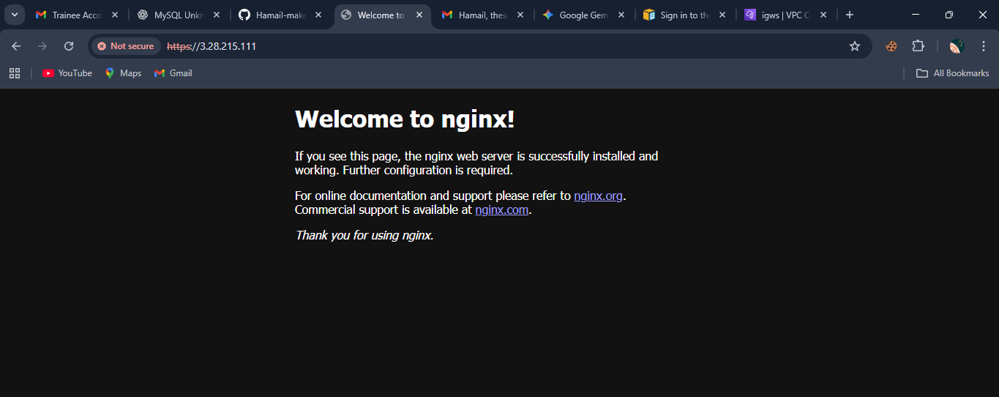 Trainee Acco
MySQL Unkn
Hamail-make
Welcome to
Hamail, these
Google Gem
Sign in to the
igws | VPC C
Not secure
https://3.28.215.111
YouTube
Maps
Gmail
All Bookmarks
Welcome to nginx!
If you see this page, the nginx web server is successfully installed and
working. Further configuration is required.
For online documentation and support please refer to nginx.org.
Commercial support is available at nginx.com.
Thank you for using nginx.